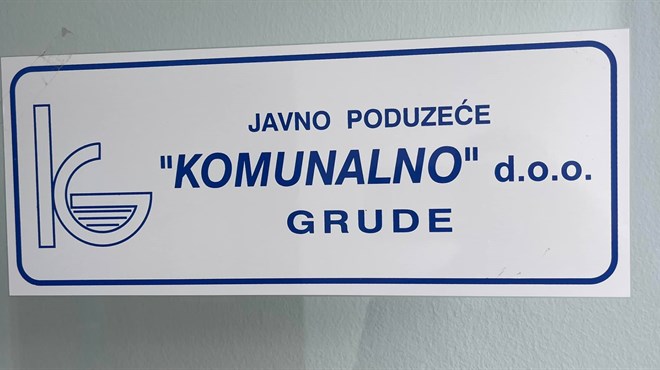 JAVNO PODUZEĆE
"KOMUNALNO" d.o.o.
GRUDE